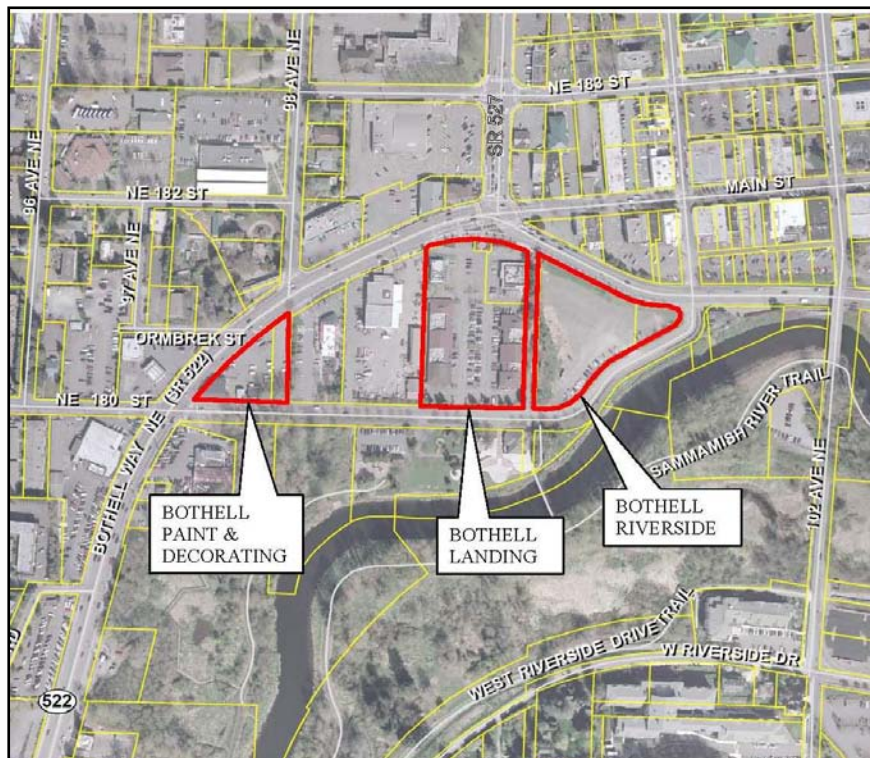 NE 183 ST
98 AVE NE
SR 527
96 AVE NE
NE 182 ST
MAIN ST
97 AVE NE
ORMBREK ST
NE 180 ST
BOTHELL WAY NE (SR 522)
SAMMAMISH RIVER TRAIL
102 AVE NE
BOTHELL
PAINT &
DECORATING
BOTHELL
LANDING
BOTHELL
RIVERSIDE
WEST RIVERSIDE DRIVE TRAIL
W RIVERSIDE DR
522